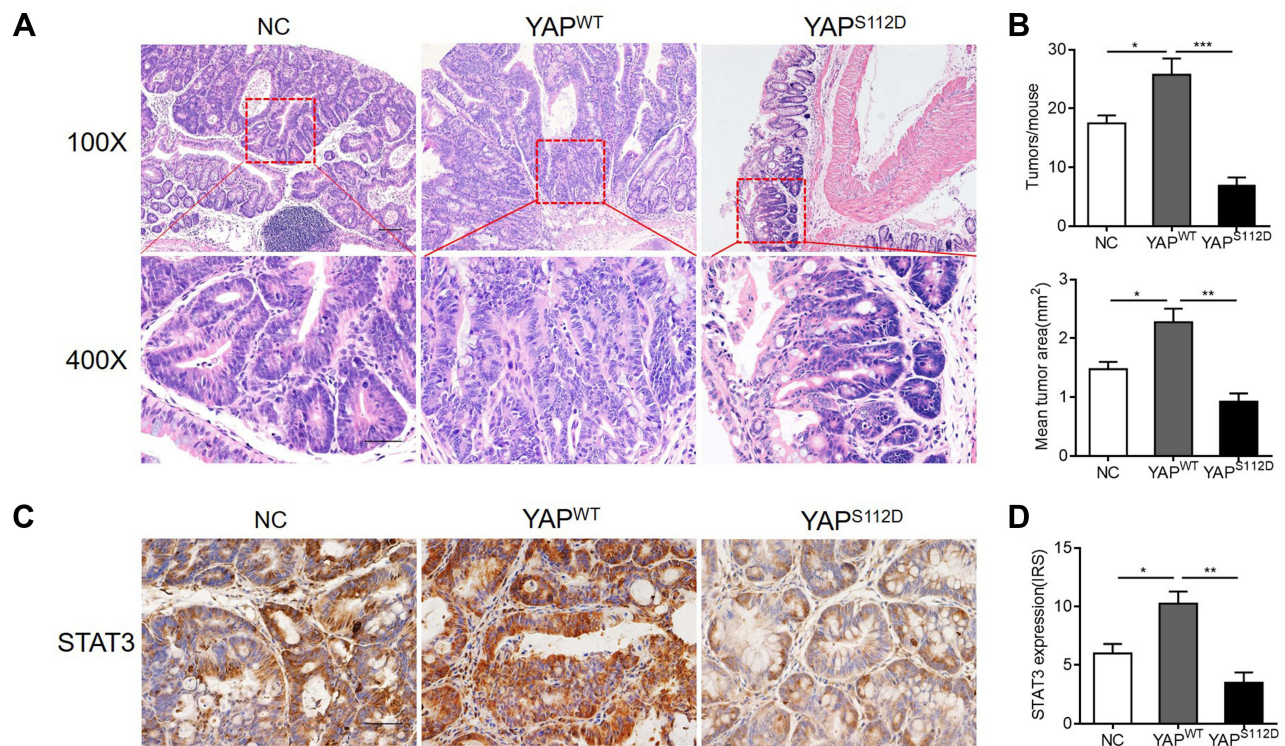 A
NC
YAPWT
YAPS112D
100X
400X
B
Tumors/mouse
30
20
10
0
*
***
NC
YAPWT
YAPS112D
Mean tumor area(mm2)
3
2
1
0
*
**
NC
YAPWT
YAPS112D
C
NC
YAPWT
YAPS112D
STAT3
D
STAT3 expression(IRS)
15
10
5
0
*
**
NC
YAPWT
YAPS112D